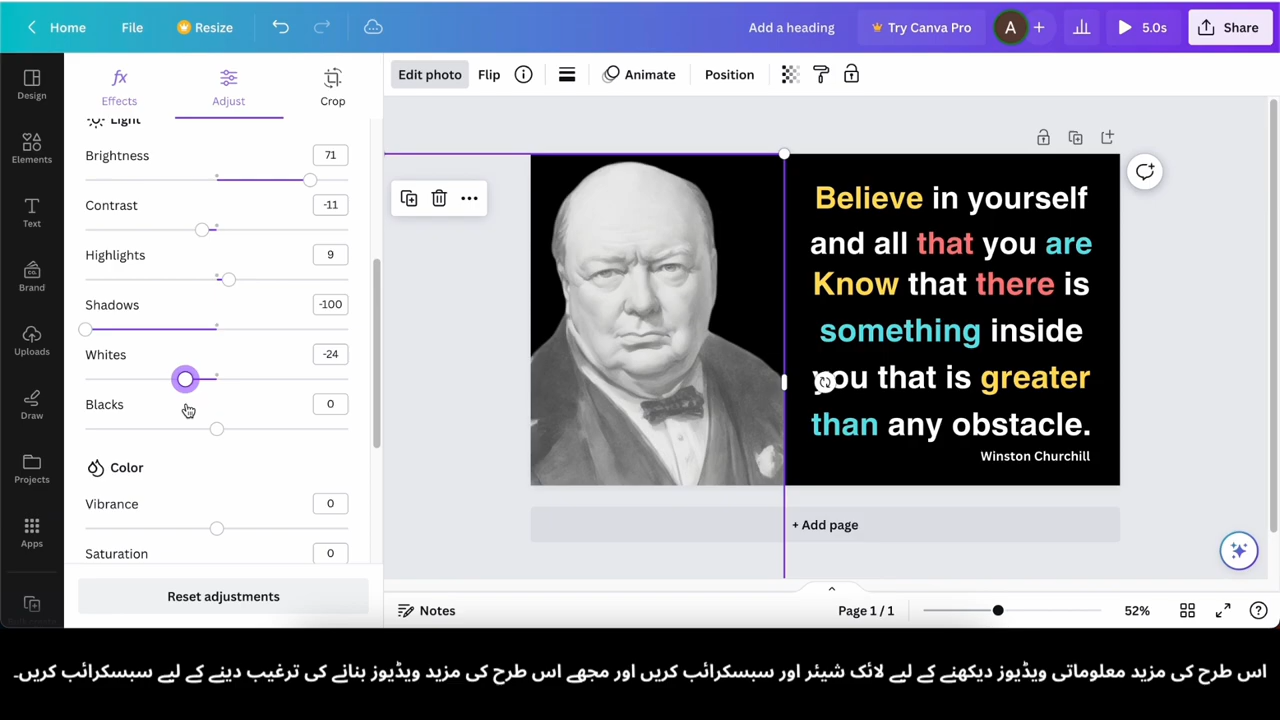 Home
File
Resize
Add a heading
Try Canva Pro
A
5.0s
Share
Design
Elements
Text
Brand
Uploads
Draw
Projects
Apps
Effects
Adjust
Crop
Light
Brightness 71
Contrast -11
Highlights 9
Shadows -100
Whites -24
Blacks 0
Color
Vibrance 0
Saturation 0
Reset adjustments
Edit photo
Flip
Animate
Position
Believe in yourself
and all that you are
Know that there is
something inside
you that is greater
than any obstacle.
Winston Churchill
+ Add page
Notes
Page 1 / 1
52%
اس طرح کی مزید معلوماتی ویڈیوز دیکھنے کے لیے لائک شیئر اور سبسکرائب کریں اور مجھے اس طرح کی مزید ویڈیوز بنانے کی ترغیب دینے کے لیے سبسکرائب کریں۔